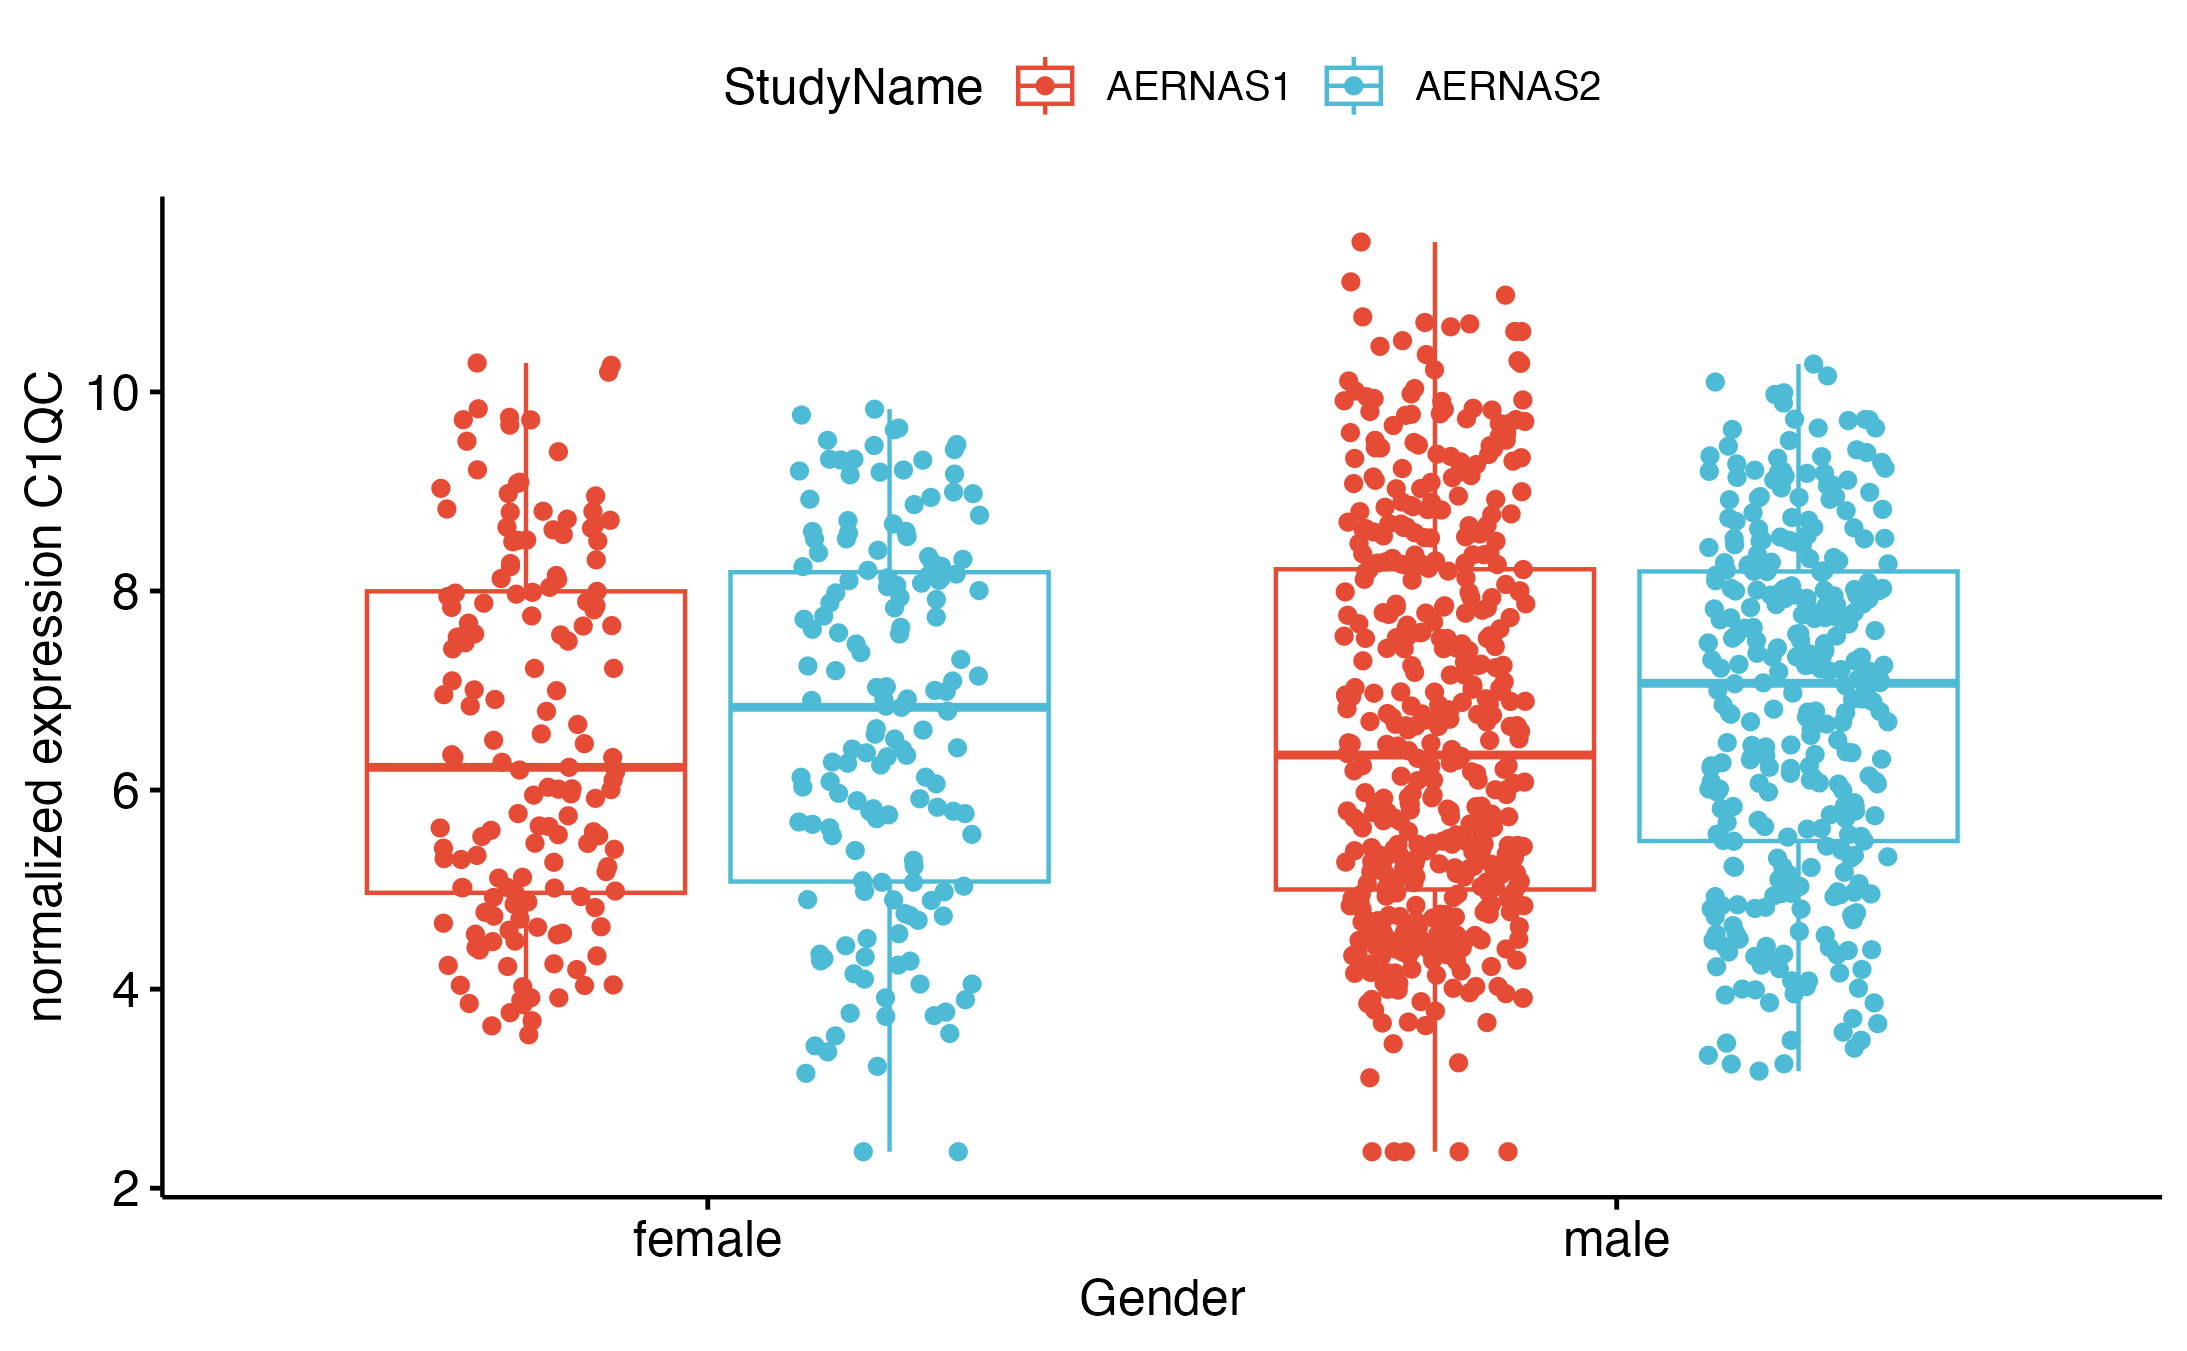 StudyName AERNAS1 AERNAS2
normalized expression C1QC
10
8
6
4
2
female male
Gender